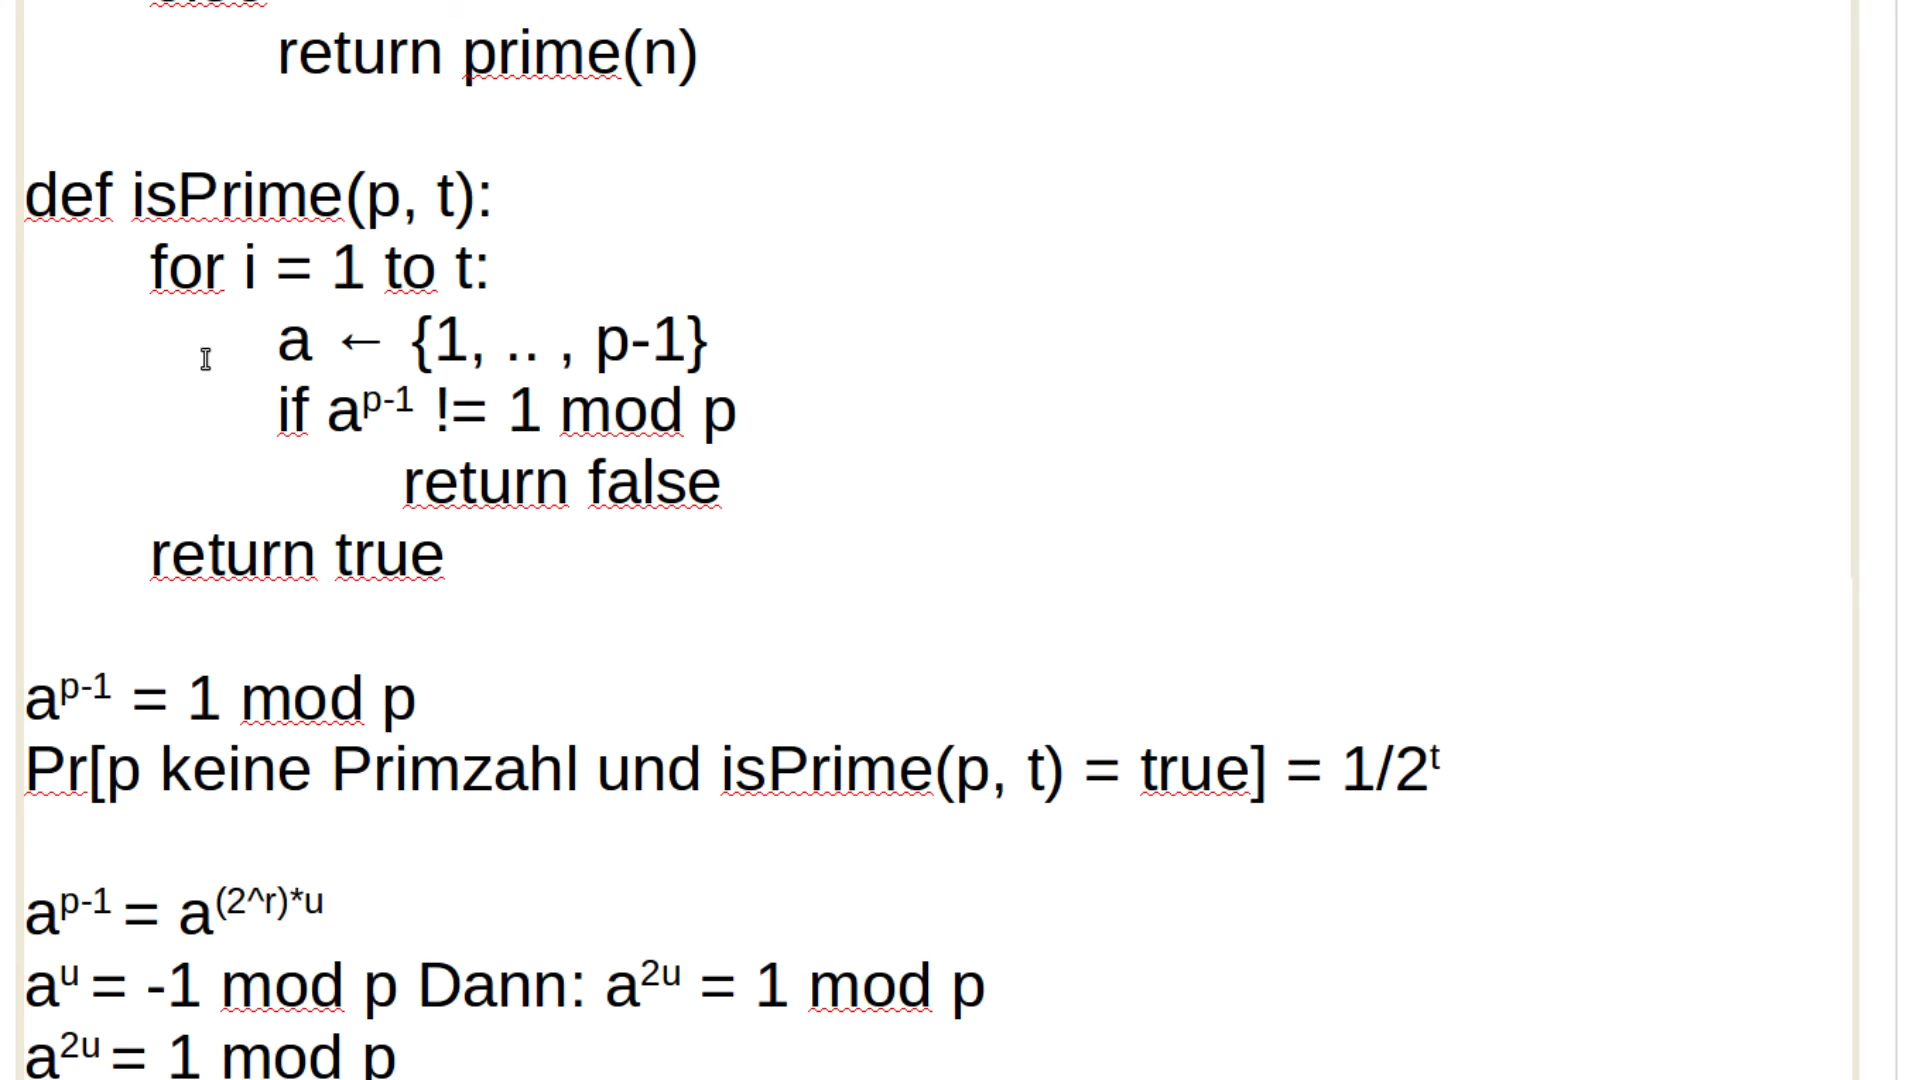 return prime(n)
def isPrime(p, t):
for i = 1 to t:
a ← {1, .. , p-1}
if aᵖ⁻¹ != 1 mod p
return false
return true
aᵖ⁻¹ = 1 mod p
Pr[p keine Primzahl und isPrime(p, t) = true] = 1/2ᵗ
aᵖ⁻¹ = a^(2^r)*u
aᵘ = -1 mod p Dann: a²ᵘ = 1 mod p
a²ᵘ = 1 mod p